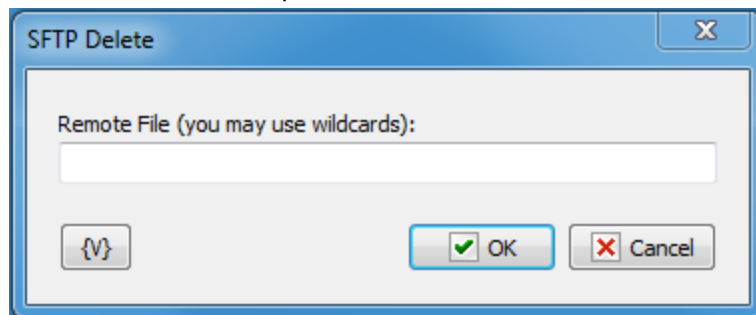 SFTP Delete
Remote File (you may use wildcards):
{V}
OK
Cancel